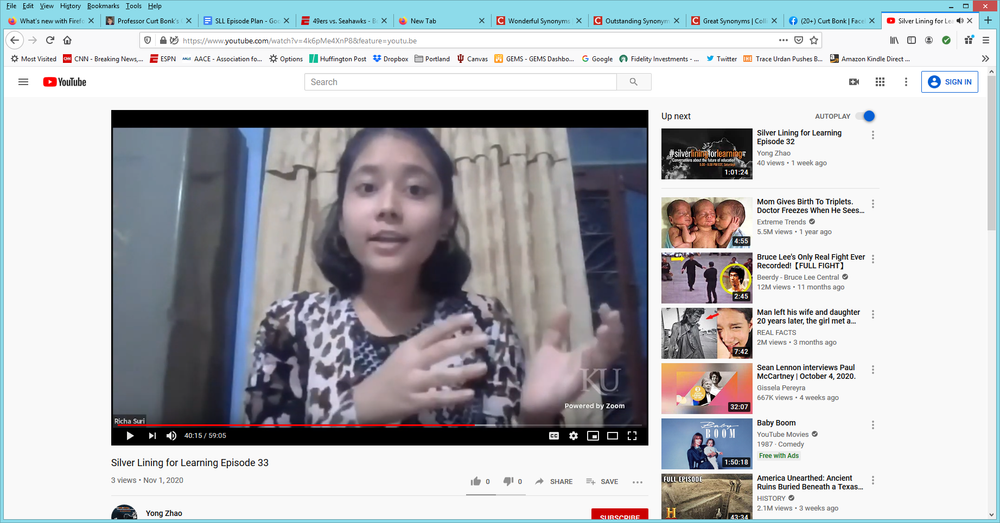 File Edit View History Bookmarks Tools Help
What's new with Firefo
Professor Curt Bonk's
SLL Episode Plan - Goo
49ers vs. Seahawks - Bo
New Tab
Wonderful Synonyms
Outstanding Synonym
Great Synonyms | Colli
(20+) Curt Bonk | Face
Silver Lining for Lea
https://www.youtube.com/watch?v=4k6pMe4XnP8&feature=youtu.be
Most Visited
CNN - Breaking News,...
ESPN
AACE - Association fo...
Options
Huffington Post
Dropbox
Portland
Canvas
GEMS - GEMS Dashbo...
Google
Fidelity Investments - ...
Twitter
Trace Urdan Pushes B...
Amazon Kindle Direct ...
YouTube
Search
SIGN IN
KU
Powered by Zoom
Richa Suri
40:15 / 59:05
CC
Silver Lining for Learning Episode 33
3 views • Nov 1, 2020
0
0
SHARE
SAVE
Yong Zhao
SUBSCRIBE
Up next
AUTOPLAY
#silverliningforlearning
Conversations about the future of education
5:30 - 6:30 PM EDT, Saturdays
1:01:24
Silver Lining for Learning
Episode 32
Yong Zhao
40 views • 1 week ago
4:55
Mom Gives Birth To Triplets.
Doctor Freezes When He Sees...
Extreme Trends
5.5M views • 1 year ago
2:45
Bruce Lee's Only Real Fight Ever
Recorded!【FULL FIGHT】
Beerdy - Bruce Lee Central
12M views • 11 months ago
7:42
Man left his wife and daughter
20 years later, the girl met a...
REAL FACTS
2M views • 3 months ago
32:07
Sean Lennon interviews Paul
McCartney | October 4, 2020.
Gissela Pereyra
667K views • 4 weeks ago
Baby
BOOM
1:50:18
Baby Boom
YouTube Movies
1987 · Comedy
Free with Ads
FULL EPISODE
H
43:34
America Unearthed: Ancient
Ruins Buried Beneath a Texas...
HISTORY
2.1M views • 3 weeks ago